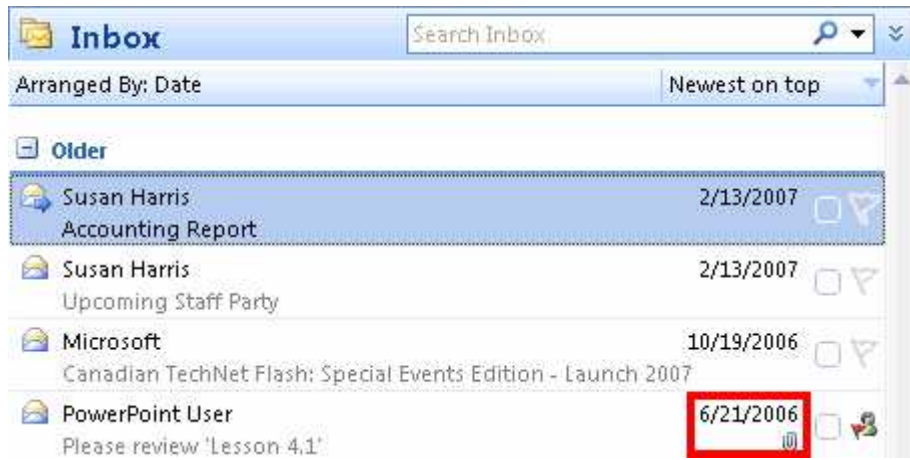 Inbox Search Inbox
Arranged By: Date Newest on top
Older
Susan Harris 2/13/2007
Accounting Report
Susan Harris 2/13/2007
Upcoming Staff Party
Microsoft 10/19/2006
Canadian TechNet Flash: Special Events Edition - Launch 2007
PowerPoint User 6/21/2006
Please review 'Lesson 4.1'